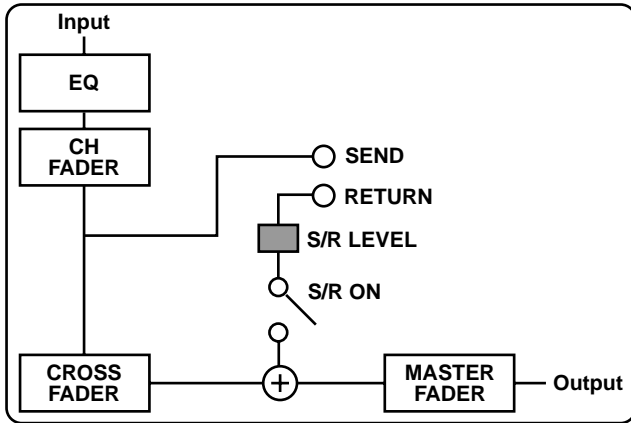 Input
EQ
CH
FADER
SEND
RETURN
S/R LEVEL
S/R ON
CROSS
FADER
+
MASTER
FADER
Output